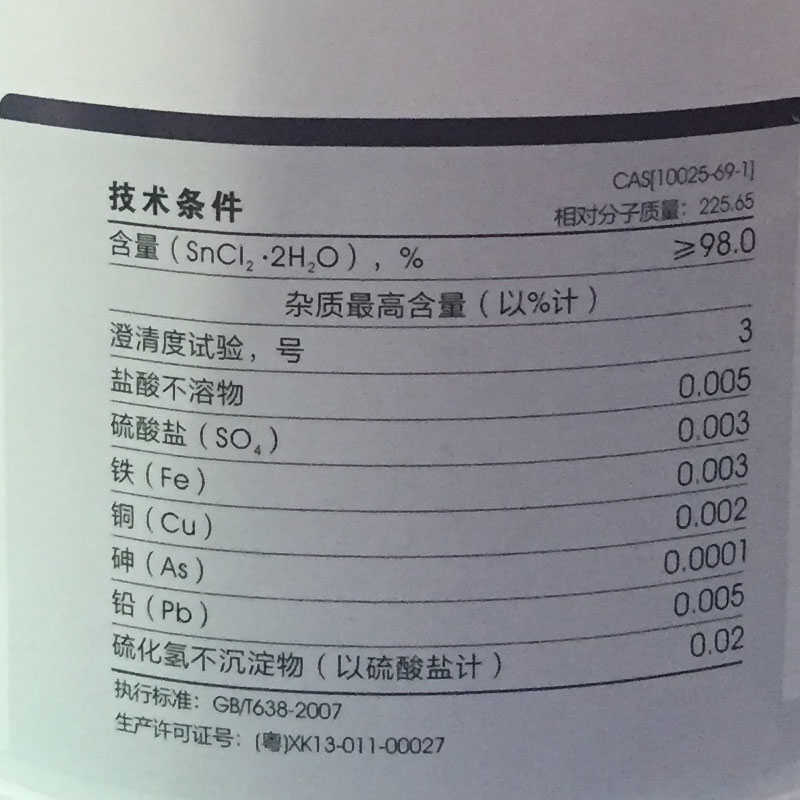 CAS[10025-69-1]
技术条件 相对分子质量：225.65
含量（SnCl₂·2H₂O），% ≥98.0
杂质最高含量（以%计）
澄清度试验，号 3
盐酸不溶物 0.005
硫酸盐（SO₄） 0.003
铁（Fe） 0.003
铜（Cu） 0.002
砷（As） 0.0001
铅（Pb） 0.005
硫化氢不沉淀物（以硫酸盐计） 0.02
执行标准：GB/T638-2007
生产许可证号：(粤)XK13-011-00027